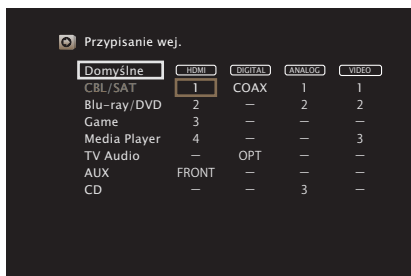 Przypisanie wej.
Domyślne HDMI DIGITAL ANALOG VIDEO
CBL/SAT 1 COAX 1 1
Blu-ray/DVD 2 – 2 2
Game 3 – – –
Media Player 4 – – 3
TV Audio – OPT – –
AUX FRONT – – –
CD – – 3 –